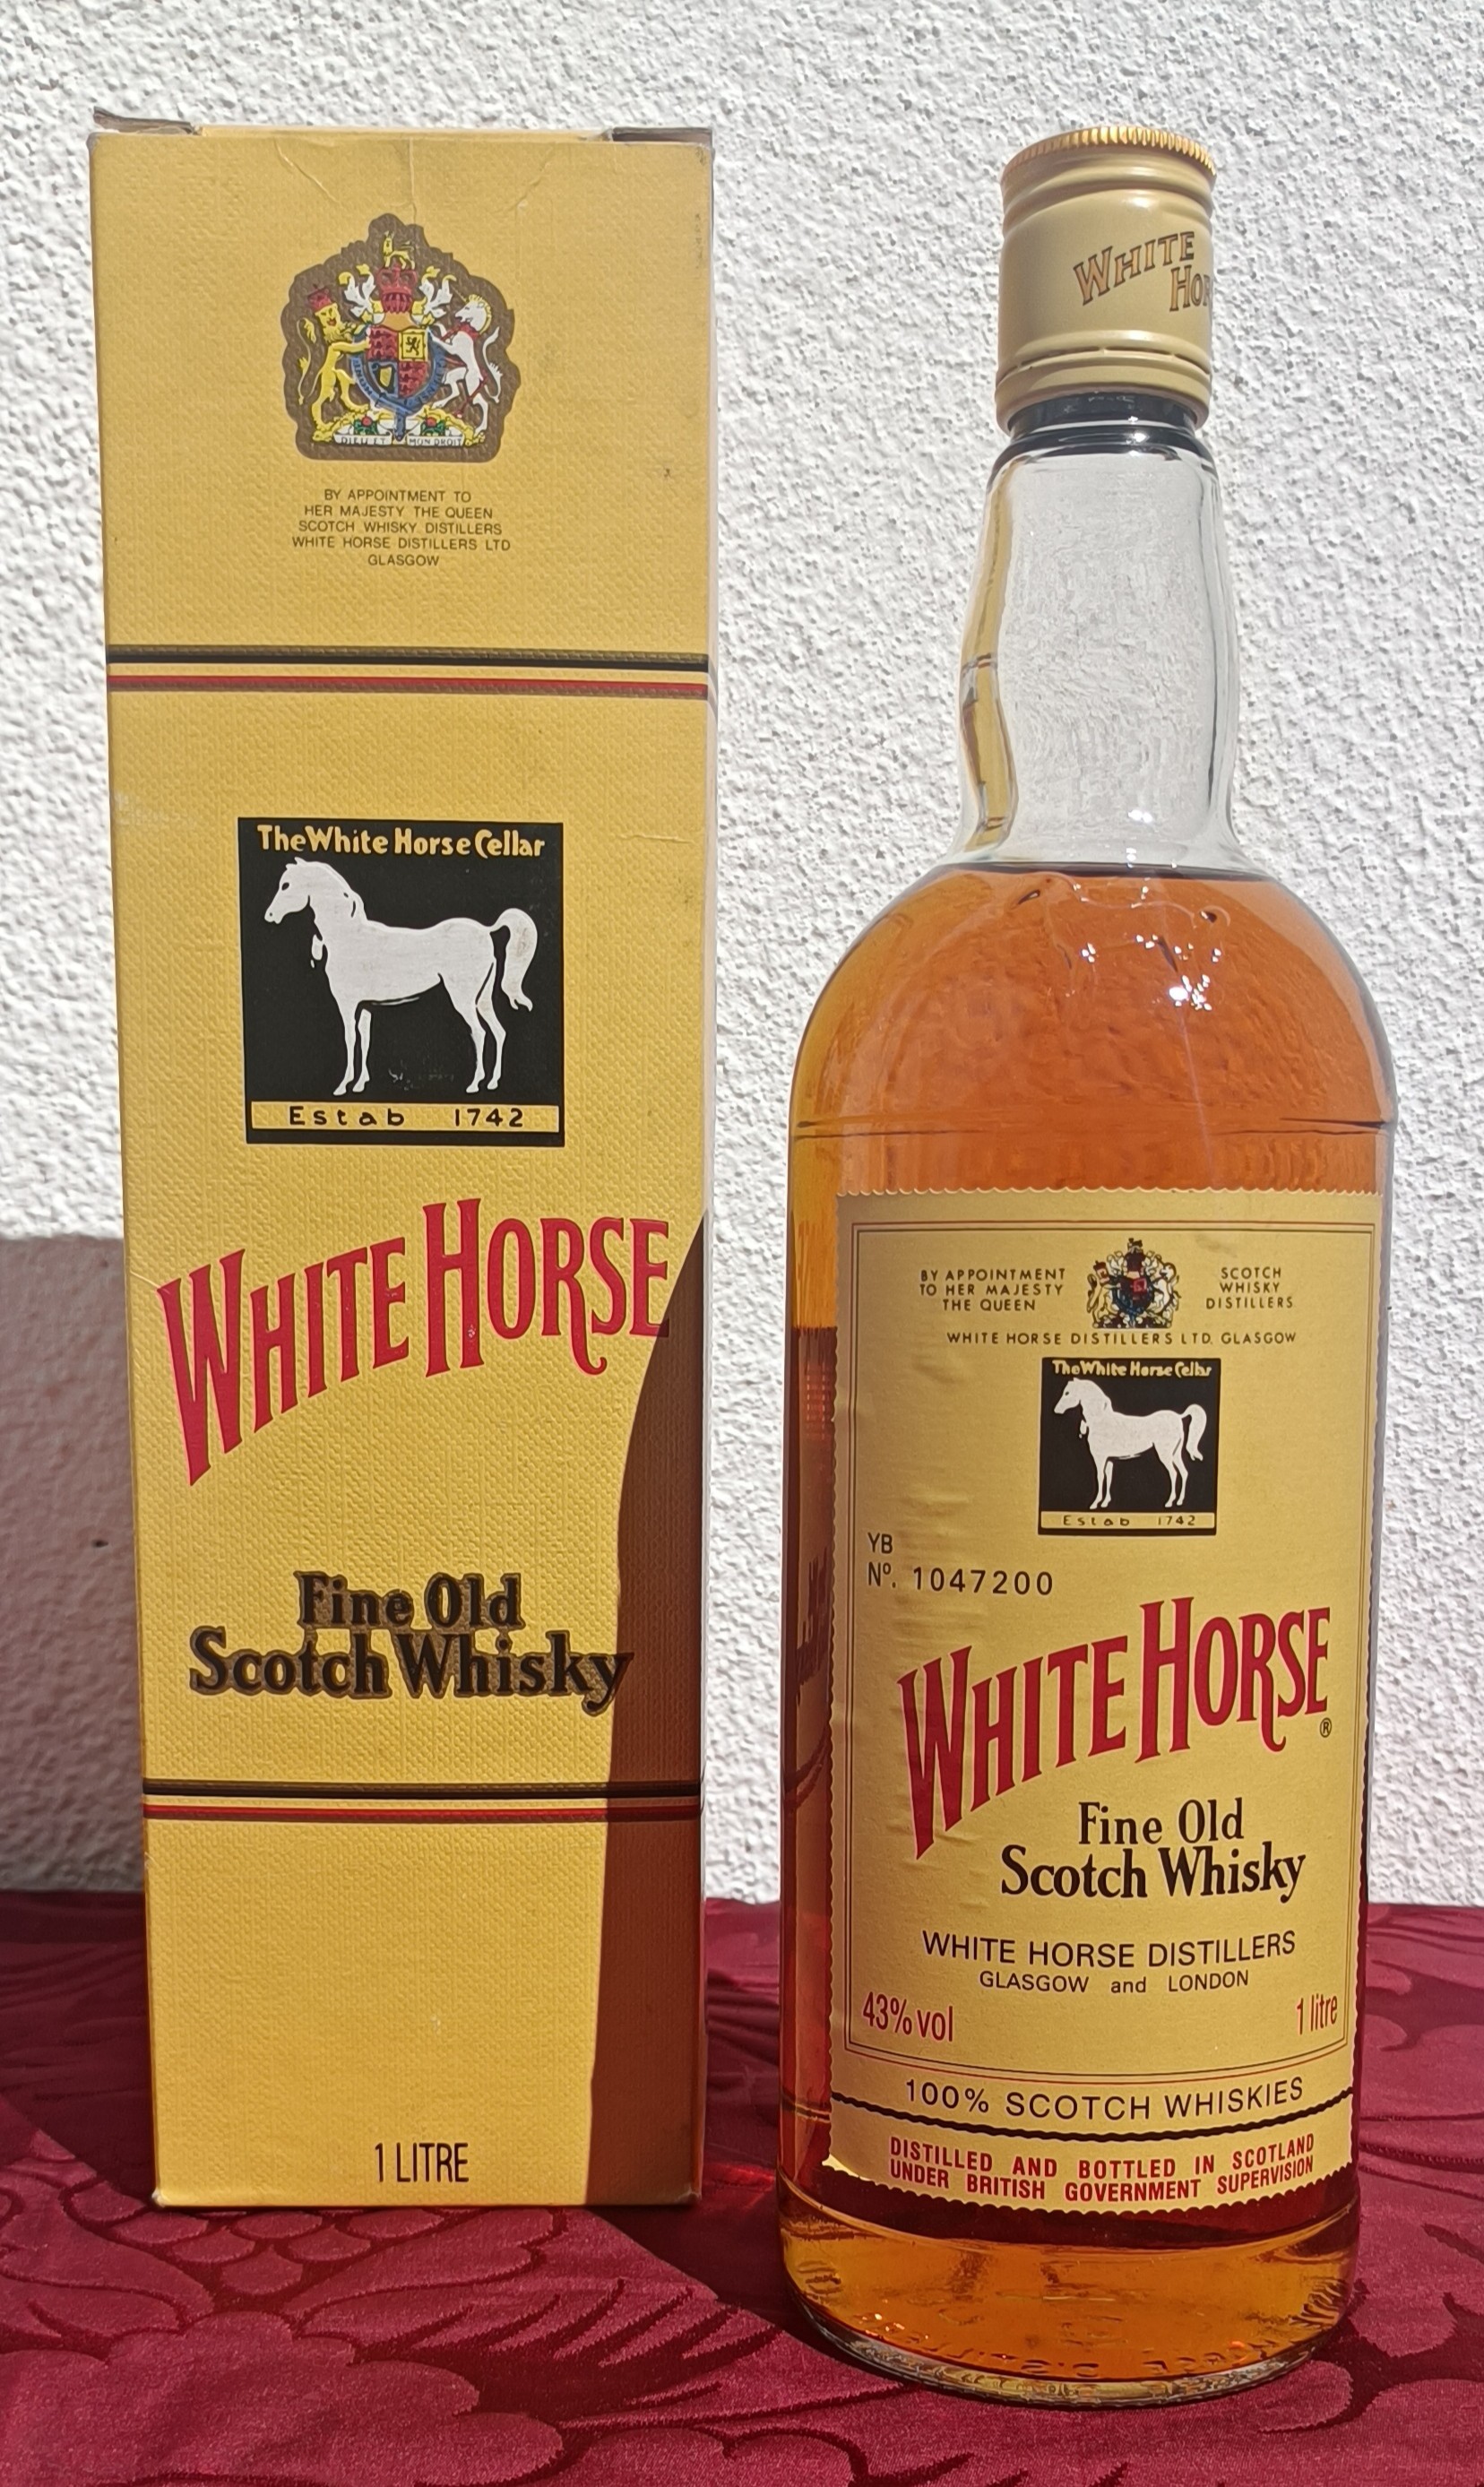 DIEU ET MON DROIT
BY APPOINTMENT TO
HER MAJESTY THE QUEEN
SCOTCH WHISKY DISTILLERS
WHITE HORSE DISTILLERS LTD
GLASGOW
The White Horse Cellar
Estab 1742
WHITE HORSE
Fine Old
Scotch Whisky
1 LITRE
WHITE
BY APPOINTMENT
TO HER MAJESTY
THE QUEEN
SCOTCH
WHISKY
DISTILLERS
WHITE HORSE DISTILLERS LTD. GLASGOW
The White Horse Cellar
Estab 1742
YB
Nº. 1047200
WHITE HORSE®
Fine Old
Scotch Whisky
WHITE HORSE DISTILLERS
GLASGOW and LONDON
43% vol 1 litre
100% SCOTCH WHISKIES
DISTILLED AND BOTTLED IN SCOTLAND
UNDER BRITISH GOVERNMENT SUPERVISION